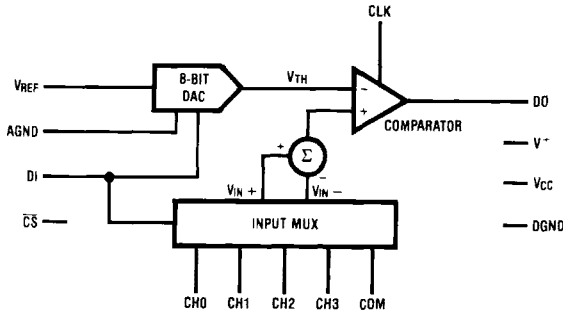 CLK
8-BIT
DAC
VREF
VTH
−
+
DO
COMPARATOR
AGND
V+
+
Σ
DI
−
VCC
VIN +
VIN −
CS
INPUT MUX
DGND
CH0
CH1
CH2
CH3
COM